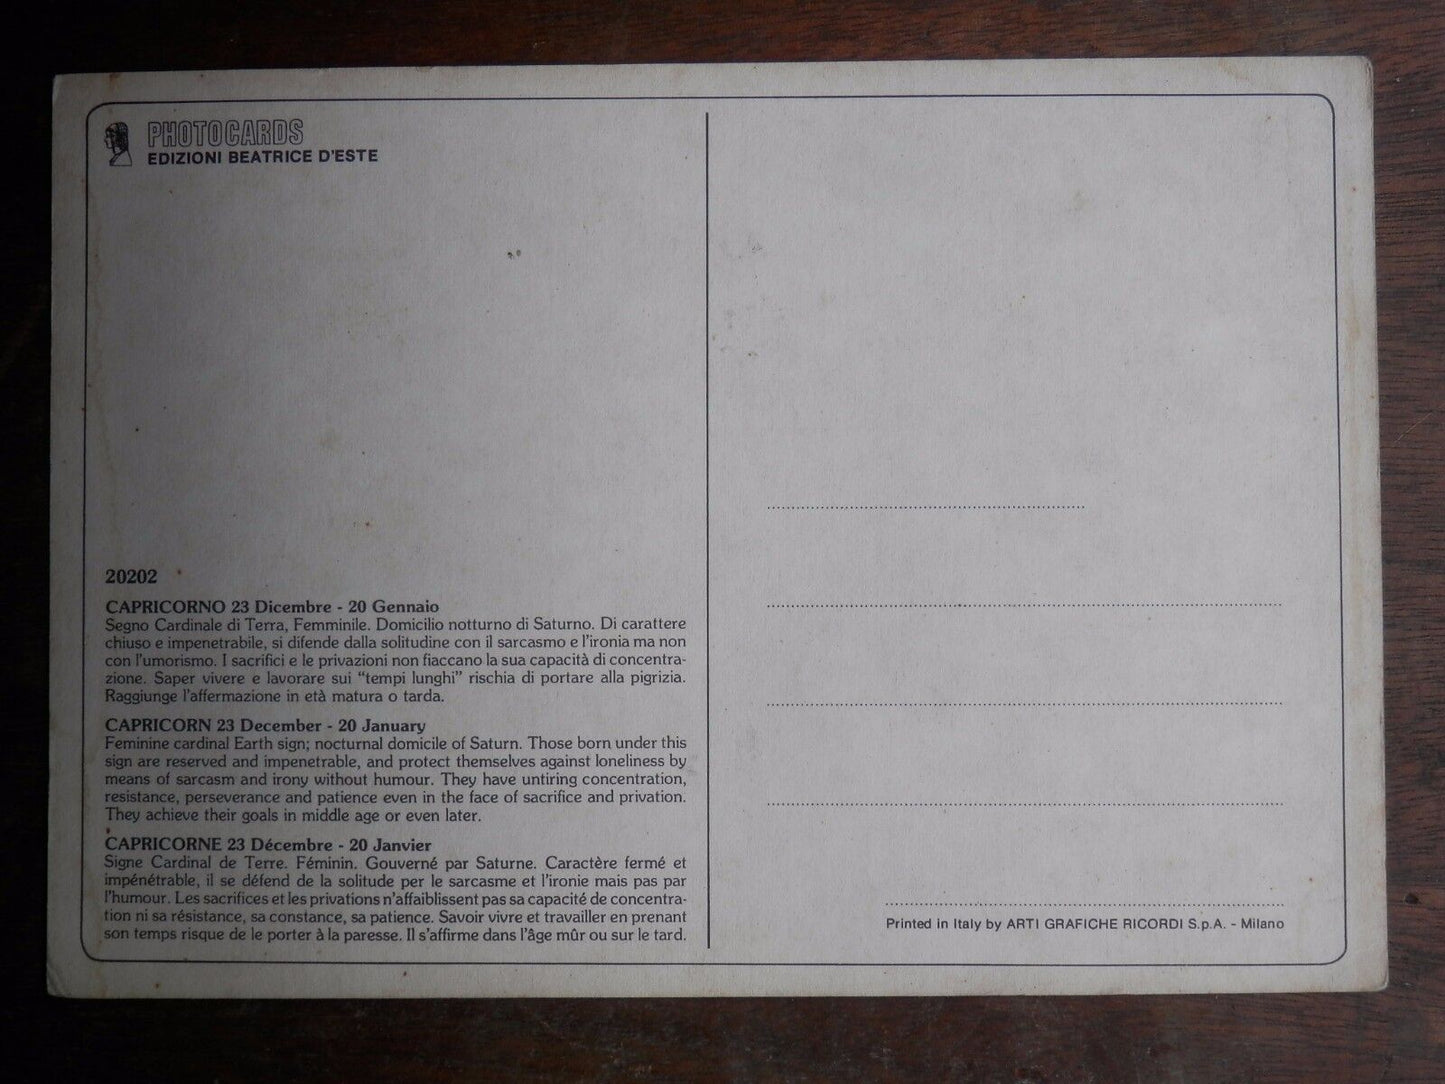 PHOTOCARDS
EDIZIONI BEATRICE D'ESTE
20202
CAPRICORNO 23 Dicembre - 20 Gennaio
Segno Cardinale di Terra, Femminile. Domicilio notturno di Saturno. Di carattere
chiuso e impenetrabile, si difende dalla solitudine con il sarcasmo e l'ironia ma non
con l'umorismo. I sacrifici e le privazioni non fiaccano la sua capacità di concentra-
zione. Saper vivere e lavorare sui “tempi lunghi” rischia di portare alla pigrizia.
Raggiunge l'affermazione in età matura o tarda.
CAPRICORN 23 December - 20 January
Feminine cardinal Earth sign; nocturnal domicile of Saturn. Those born under this
sign are reserved and impenetrable, and protect themselves against loneliness by
means of sarcasm and irony without humour. They have untiring concentration,
resistance, perseverance and patience even in the face of sacrifice and privation.
They achieve their goals in middle age or even later.
CAPRICORNE 23 Décembre - 20 Janvier
Signe Cardinal de Terre. Féminin. Gouverné par Saturne. Caractère fermé et
impénétrable, il se défend de la solitude per le sarcasme et l'ironie mais pas par
l'humour. Les sacrifices et les privations n'affaiblissent pas sa capacité de concentra-
tion ni sa résistance, sa constance, sa patience. Savoir vivre et travailler en prenant
son temps risque de le porter à la paresse. Il s'affirme dans l'âge mûr ou sur le tard.
Printed in Italy by ARTI GRAFICHE RICORDI S.p.A. - Milano